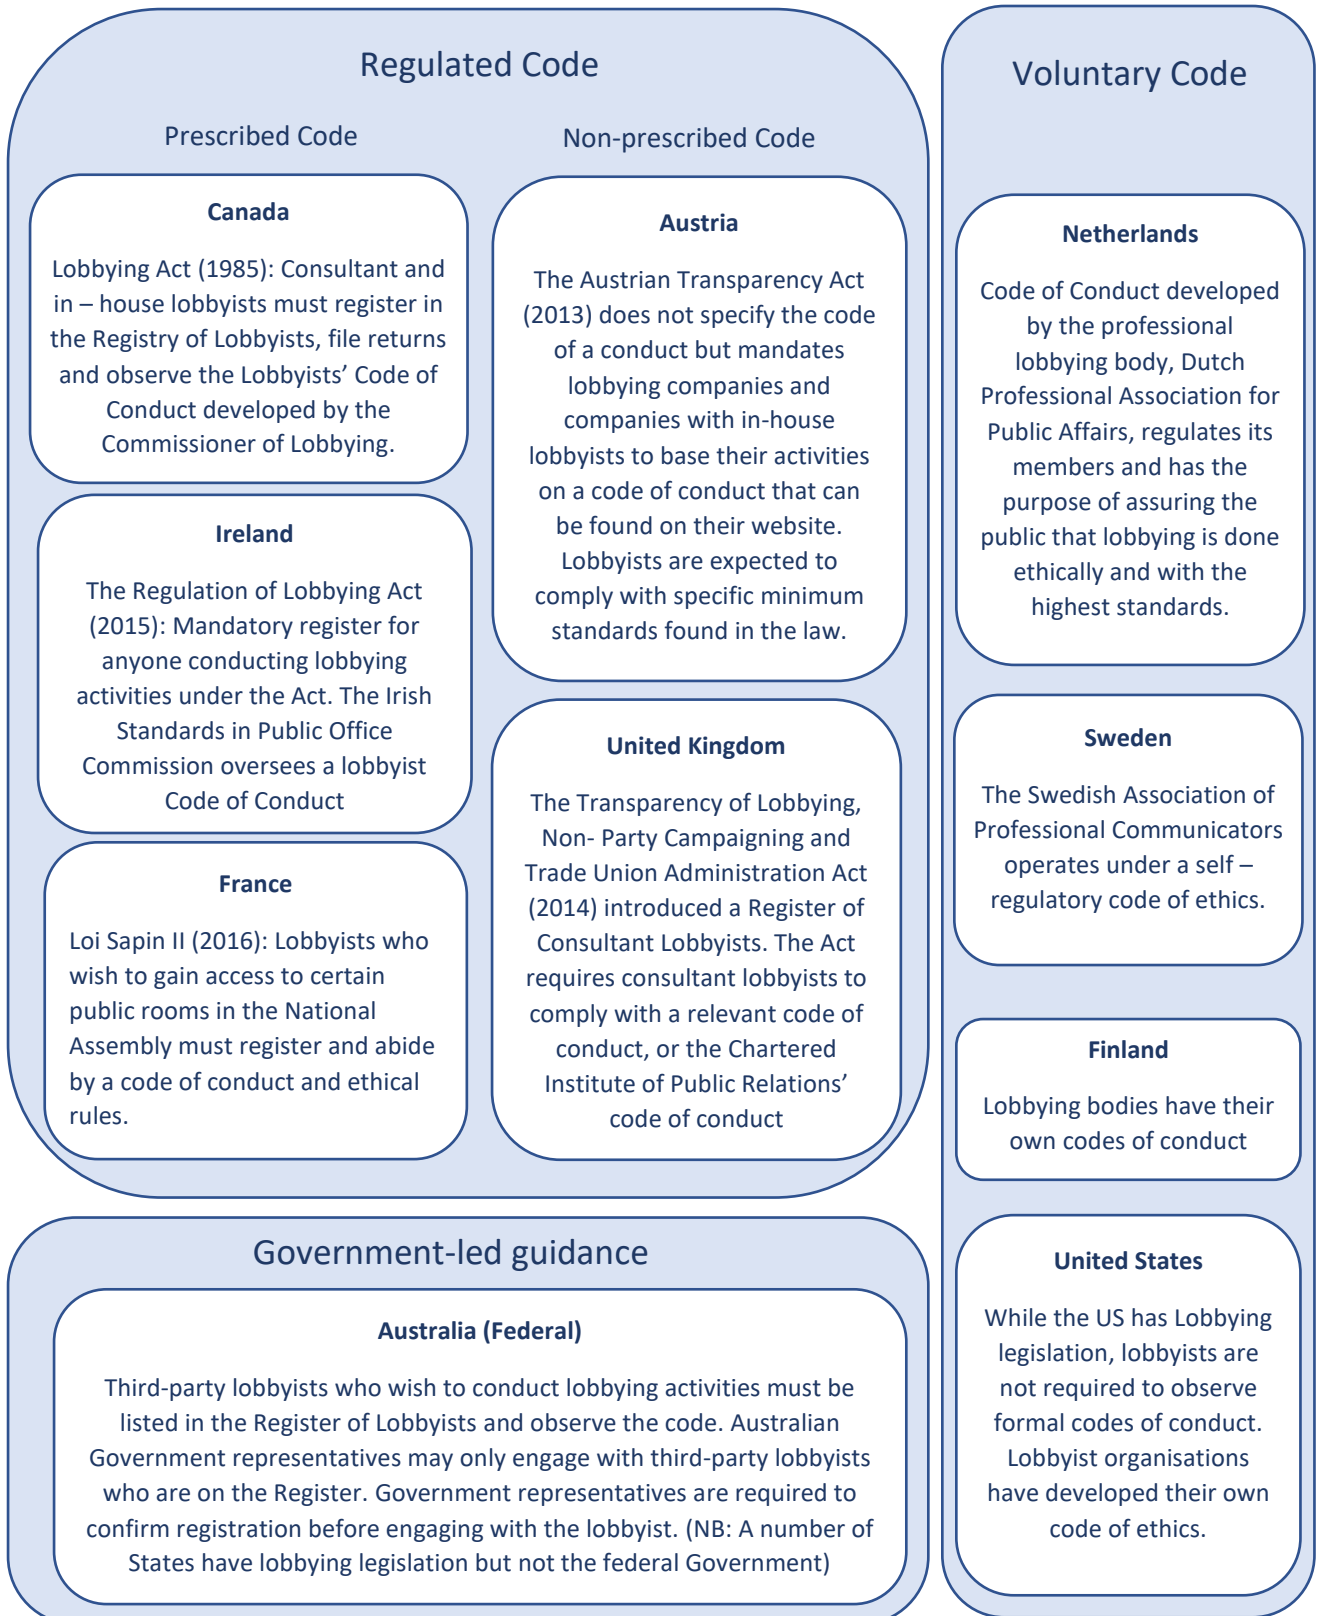 Regulated Code
Prescribed Code
Canada
Lobbying Act (1985): Consultant and
in – house lobbyists must register in
the Registry of Lobbyists, file returns
and observe the Lobbyists’ Code of
Conduct developed by the
Commissioner of Lobbying.
Ireland
The Regulation of Lobbying Act
(2015): Mandatory register for
anyone conducting lobbying
activities under the Act. The Irish
Standards in Public Office
Commission oversees a lobbyist
Code of Conduct
France
Loi Sapin II (2016): Lobbyists who
wish to gain access to certain
public rooms in the National
Assembly must register and abide
by a code of conduct and ethical
rules.
Non-prescribed Code
Austria
The Austrian Transparency Act
(2013) does not specify the code
of a conduct but mandates
lobbying companies and
companies with in-house
lobbyists to base their activities
on a code of conduct that can
be found on their website.
Lobbyists are expected to
comply with specific minimum
standards found in the law.
United Kingdom
The Transparency of Lobbying,
Non- Party Campaigning and
Trade Union Administration Act
(2014) introduced a Register of
Consultant Lobbyists. The Act
requires consultant lobbyists to
comply with a relevant code of
conduct, or the Chartered
Institute of Public Relations’
code of conduct
Voluntary Code
Netherlands
Code of Conduct developed
by the professional
lobbying body, Dutch
Professional Association for
Public Affairs, regulates its
members and has the
purpose of assuring the
public that lobbying is done
ethically and with the
highest standards.
Sweden
The Swedish Association of
Professional Communicators
operates under a self –
regulatory code of ethics.
Finland
Lobbying bodies have their
own codes of conduct
United States
While the US has Lobbying
legislation, lobbyists are
not required to observe
formal codes of conduct.
Lobbyist organisations
have developed their own
code of ethics.
Government-led guidance
Australia (Federal)
Third-party lobbyists who wish to conduct lobbying activities must be
listed in the Register of Lobbyists and observe the code. Australian
Government representatives may only engage with third-party lobbyists
who are on the Register. Government representatives are required to
confirm registration before engaging with the lobbyist. (NB: A number of
States have lobbying legislation but not the federal Government)